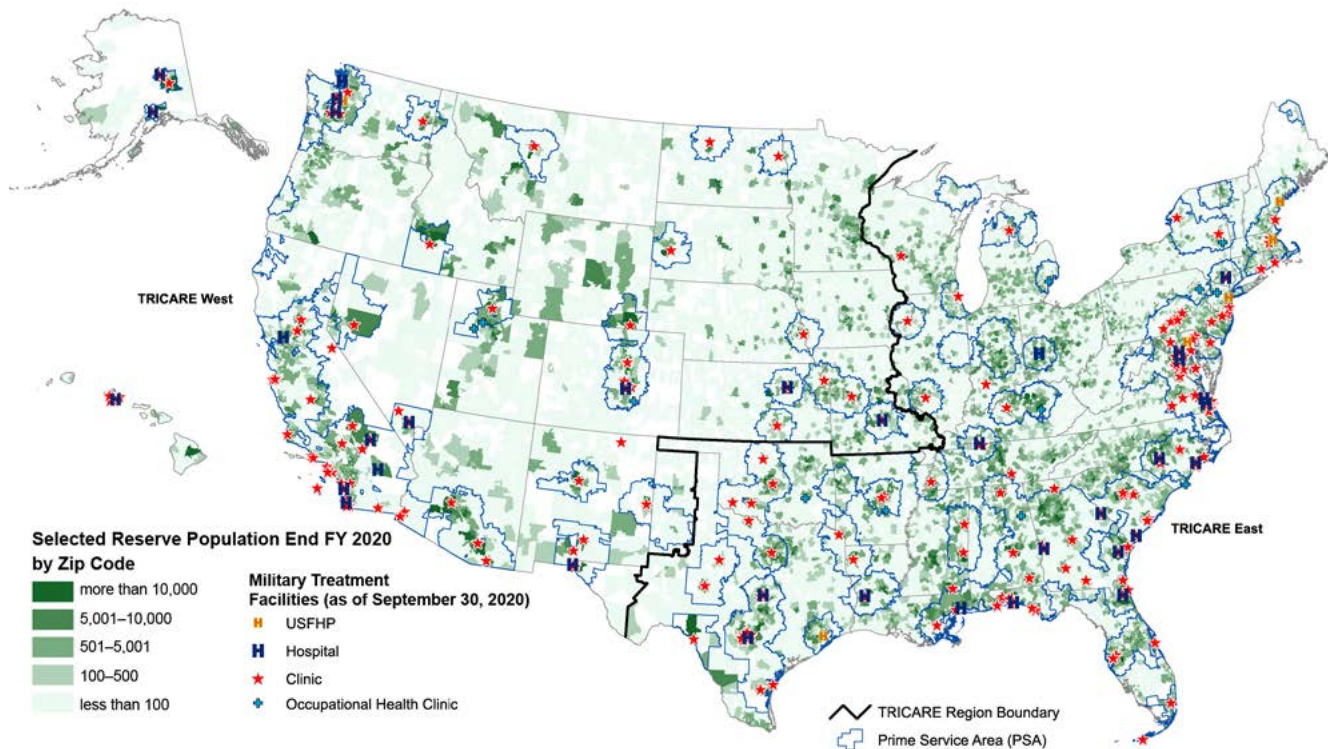 TRICARE West
TRICARE East
Selected Reserve Population End FY 2020
by Zip Code
more than 10,000
5,001–10,000
501–5,001
100–500
less than 100
Military Treatment
Facilities (as of September 30, 2020)
H USFHP
H Hospital
Clinic
Occupational Health Clinic
TRICARE Region Boundary
Prime Service Area (PSA)